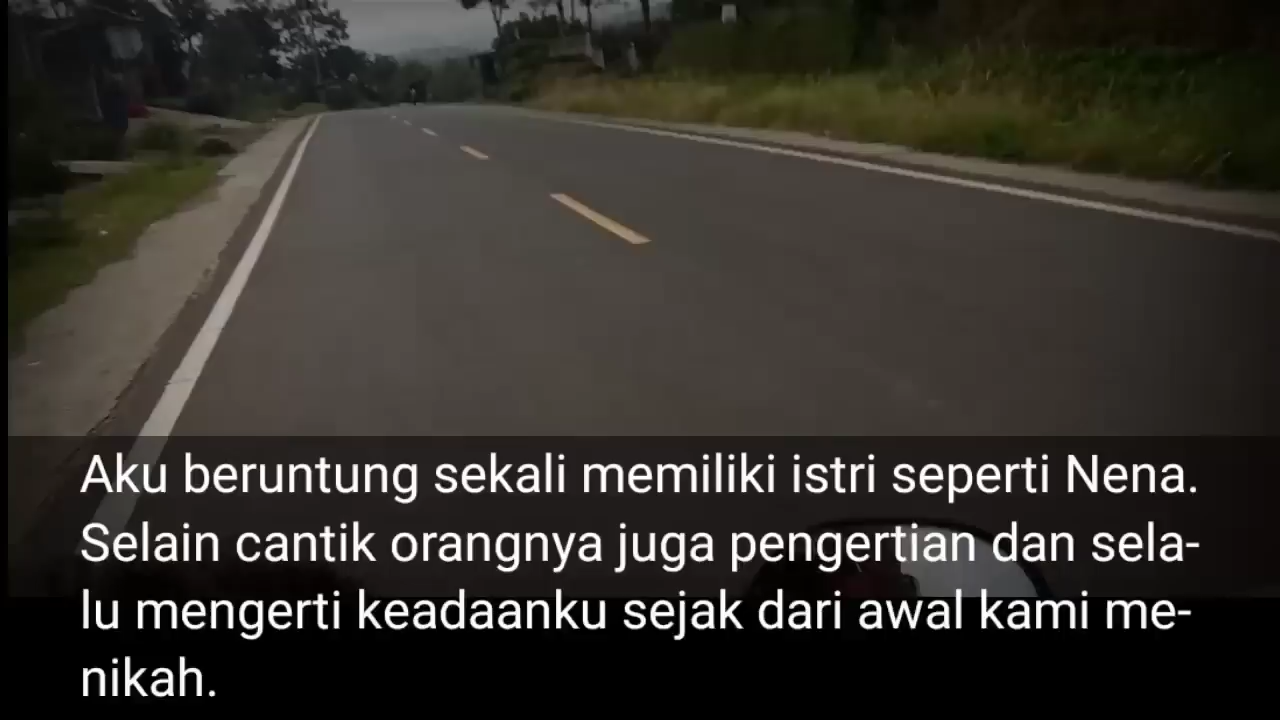 Aku beruntung sekali memiliki istri seperti Nena.
Selain cantik orangnya juga pengertian dan sela-
lu mengerti keadaanku sejak dari awal kami me-
nikah.